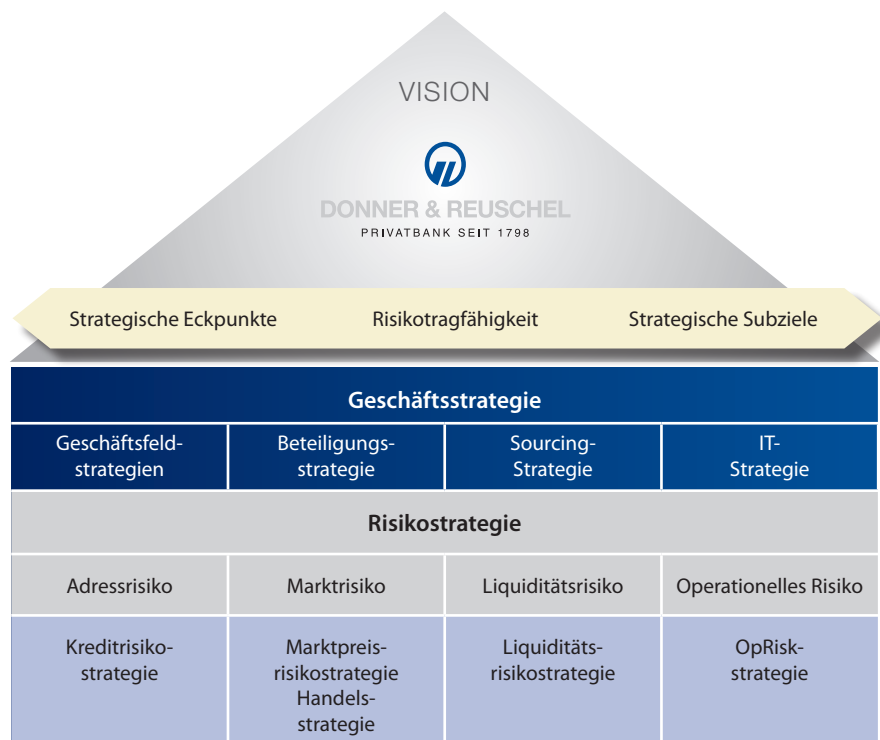 VISION
DONNER & REUSCHEL
PRIVATBANK SEIT 1798
Strategische Eckpunkte Risikotragfähigkeit Strategische Subziele
Geschäftsstrategie
Geschäftsfeld-
strategien
Beteiligungs-
strategie
Sourcing-
Strategie
IT-
Strategie
Risikostrategie
Adressrisiko
Marktrisiko
Liquiditätsrisiko
Operationelles Risiko
Kreditrisiko-
strategie
Marktpreis-
risikostrategie
Handels-
strategie
Liquiditäts-
risikostrategie
OpRisk-
strategie